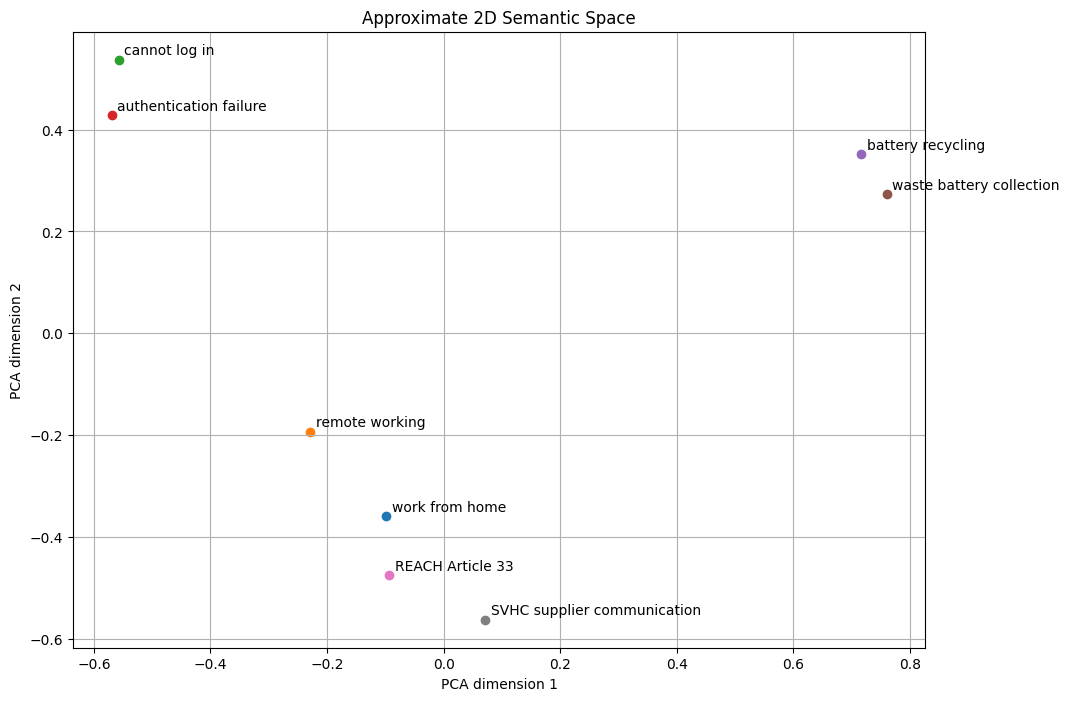 Approximate 2D Semantic Space
cannot log in
authentication failure
battery recycling
waste battery collection
remote working
work from home
REACH Article 33
SVHC supplier communication
PCA dimension 2
0.4
0.2
0.0
−0.2
−0.4
−0.6
−0.6 −0.4 −0.2 0.0 0.2 0.4 0.6 0.8
PCA dimension 1